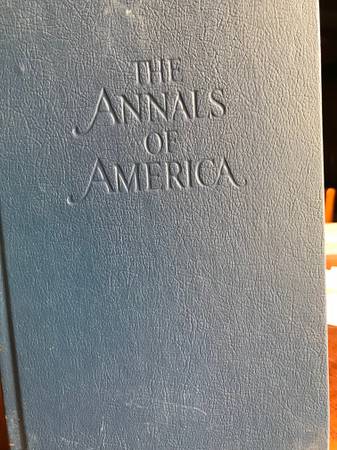 THE
ANNALS
OF
AMERICA